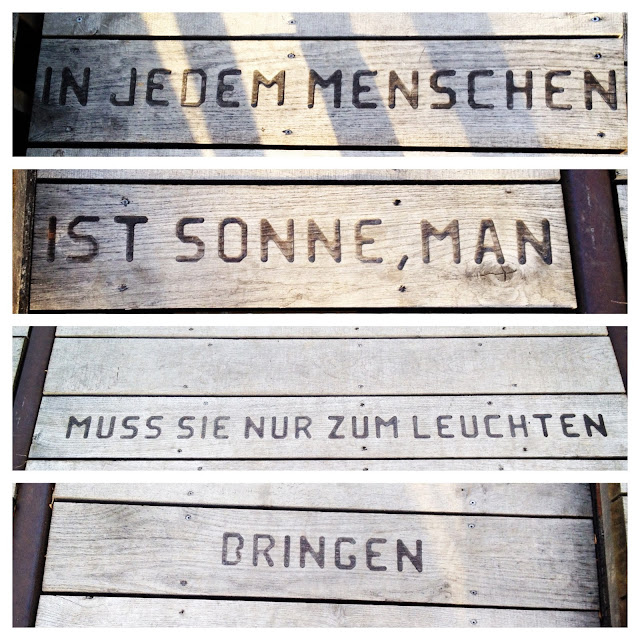 IN JEDEM MENSCHEN
IST SONNE, MAN
MUSS SIE NUR ZUM LEUCHTEN
BRINGEN